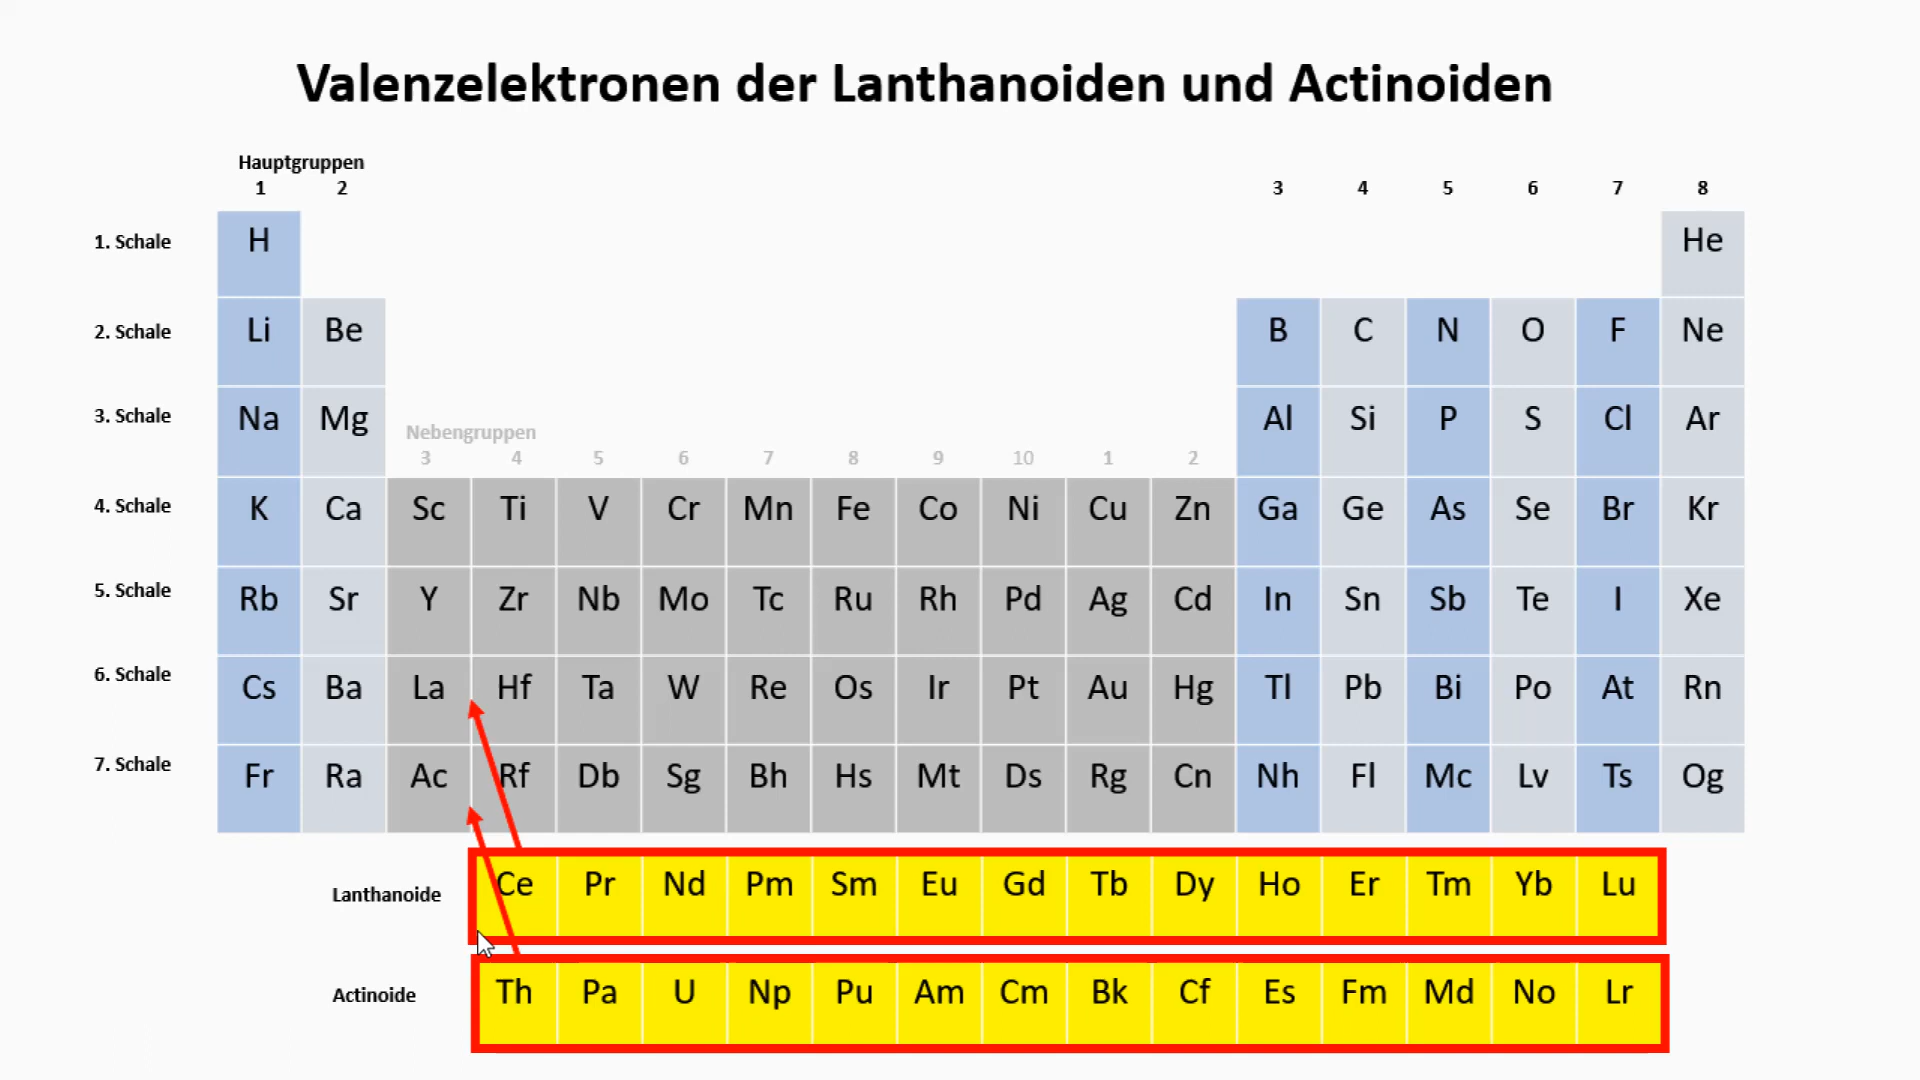 Valenzelektronen der Lanthanoiden und Actinoiden
Hauptgruppen
1 2 3 4 5 6 7 8
1. Schale H He
2. Schale Li Be B C N O F Ne
3. Schale Na Mg Al Si P S Cl Ar
Nebengruppen
3 4 5 6 7 8 9 10 1 2
4. Schale K Ca Sc Ti V Cr Mn Fe Co Ni Cu Zn Ga Ge As Se Br Kr
5. Schale Rb Sr Y Zr Nb Mo Tc Ru Rh Pd Ag Cd In Sn Sb Te I Xe
6. Schale Cs Ba La Hf Ta W Re Os Ir Pt Au Hg Tl Pb Bi Po At Rn
7. Schale Fr Ra Ac Rf Db Sg Bh Hs Mt Ds Rg Cn Nh Fl Mc Lv Ts Og
Lanthanoide Ce Pr Nd Pm Sm Eu Gd Tb Dy Ho Er Tm Yb Lu
Actinoide Th Pa U Np Pu Am Cm Bk Cf Es Fm Md No Lr